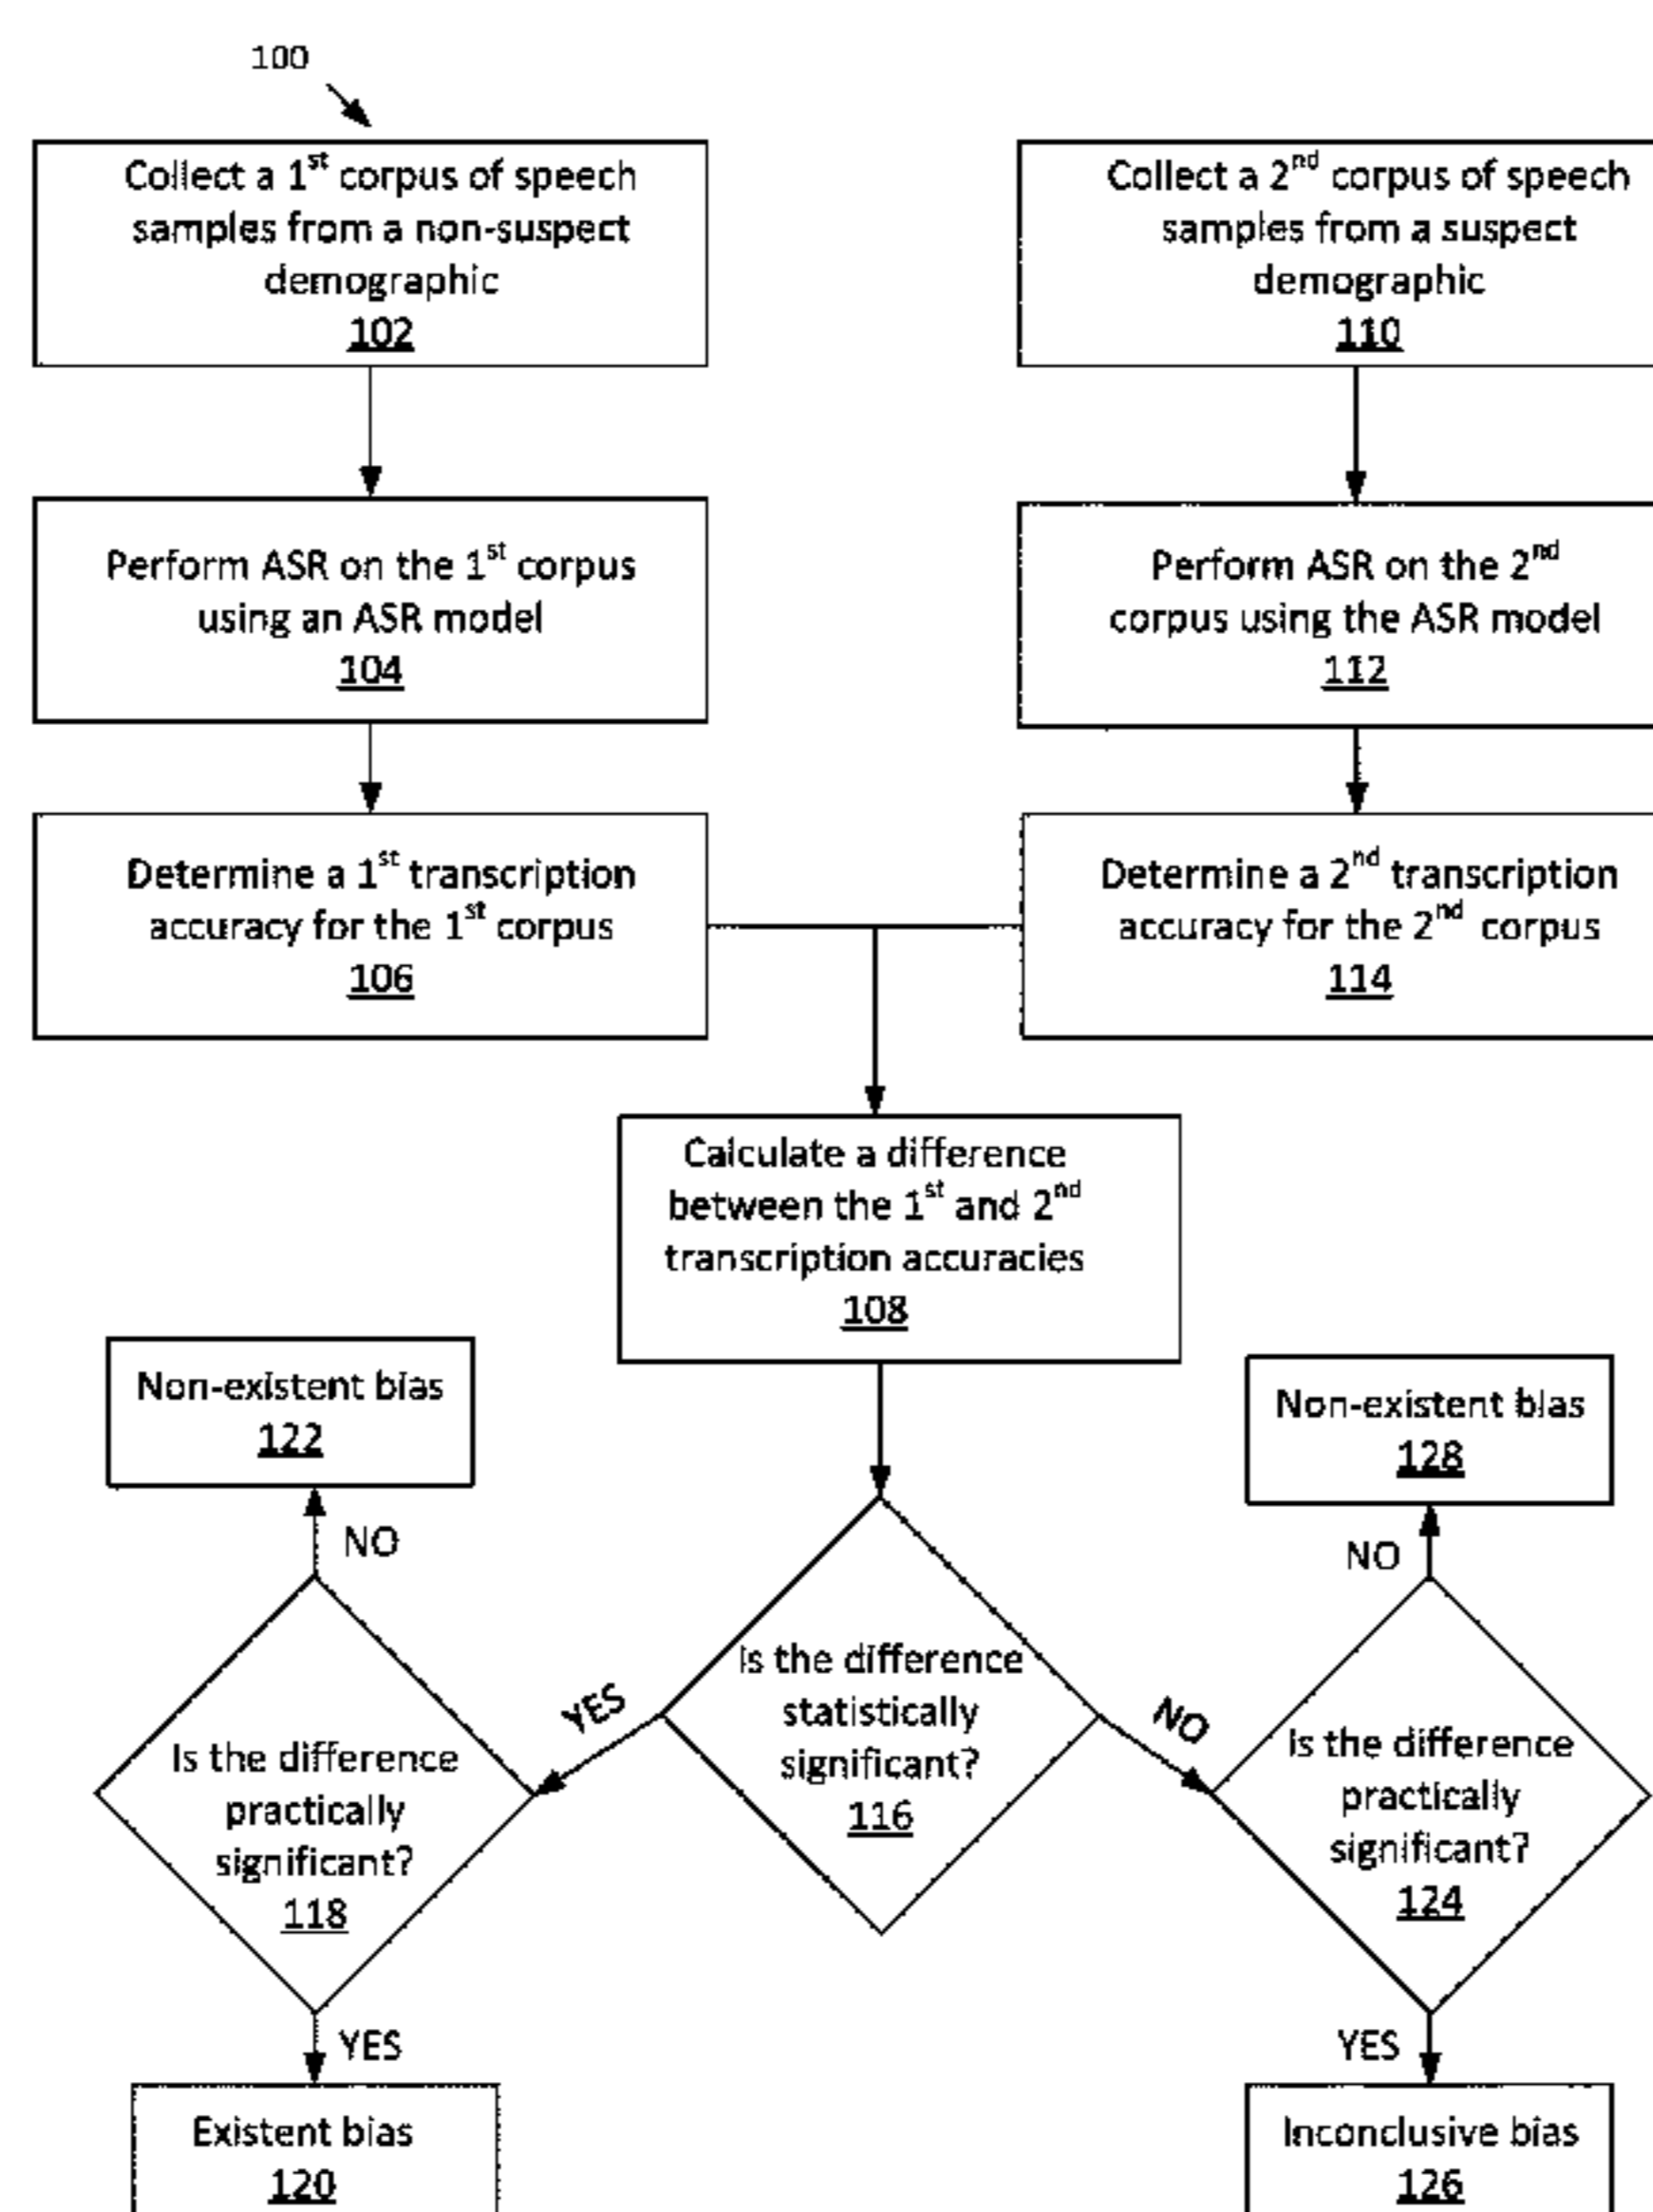 100
Collect a 1st corpus of speech
samples from a non-suspect
demographic
102
Collect a 2nd corpus of speech
samples from a suspect
demographic
110
Perform ASR on the 1st corpus
using an ASR model
104
Perform ASR on the 2nd
corpus using the ASR model
112
Determine a 1st transcription
accuracy for the 1st corpus
106
Determine a 2nd transcription
accuracy for the 2nd corpus
114
Calculate a difference
between the 1st and 2nd
transcription accuracies
108
Non-existent bias
122
Non-existent bias
128
NO
NO
Is the difference
statistically
significant?
116
YES
NO
Is the difference
practically
significant?
118
Is the difference
practically
significant?
124
YES
YES
Existent bias
120
Inconclusive bias
126